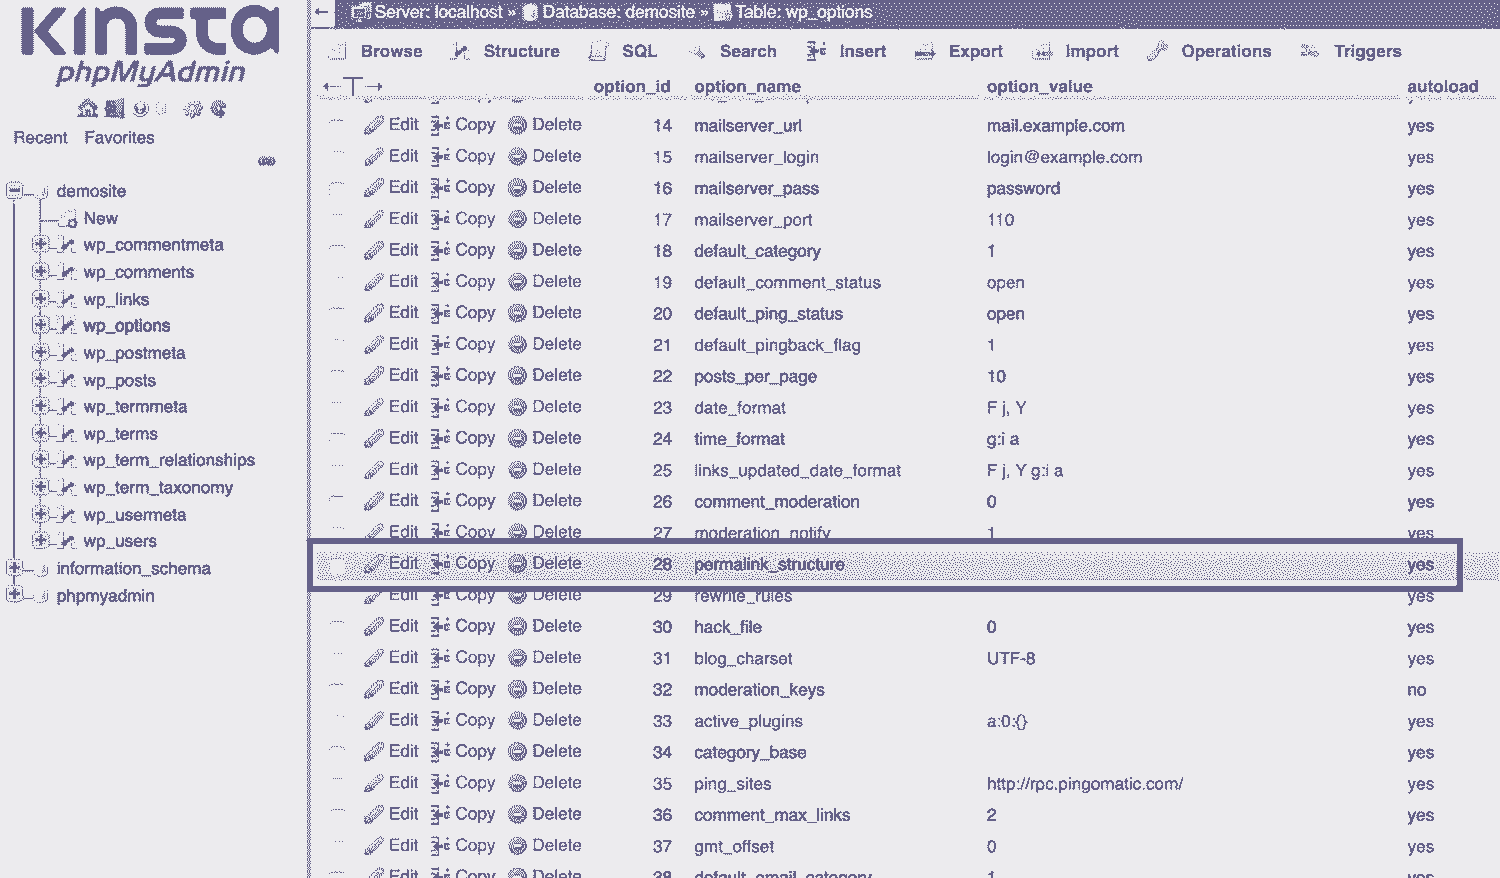 KINSTA
phpMyAdmin
Recent Favorites
demosite
New
wp_commentmeta
wp_comments
wp_links
wp_options
wp_postmeta
wp_posts
wp_termmeta
wp_terms
wp_term_relationships
wp_term_taxonomy
wp_usermeta
wp_users
information_schema
phpmyadmin
Server: localhost » Database: demosite » Table: wp_options
Browse Structure SQL Search Insert Export Import Operations Triggers
←T→ option_id option_name option_value autoload
Edit Copy Delete 14 mailserver_url mail.example.com yes
Edit Copy Delete 15 mailserver_login login@example.com yes
Edit Copy Delete 16 mailserver_pass password yes
Edit Copy Delete 17 mailserver_port 110 yes
Edit Copy Delete 18 default_category 1 yes
Edit Copy Delete 19 default_comment_status open yes
Edit Copy Delete 20 default_ping_status open yes
Edit Copy Delete 21 default_pingback_flag 1 yes
Edit Copy Delete 22 posts_per_page 10 yes
Edit Copy Delete 23 date_format F j, Y yes
Edit Copy Delete 24 time_format g:i a yes
Edit Copy Delete 25 links_updated_date_format F j, Y g:i a yes
Edit Copy Delete 26 comment_moderation 0 yes
Edit Copy Delete 27 moderation_notify 1 yes
Edit Copy Delete 28 permalink_structure yes
Edit Copy Delete 29 rewrite_rules yes
Edit Copy Delete 30 hack_file 0 yes
Edit Copy Delete 31 blog_charset UTF-8 yes
Edit Copy Delete 32 moderation_keys no
Edit Copy Delete 33 active_plugins a:0:{} yes
Edit Copy Delete 34 category_base yes
Edit Copy Delete 35 ping_sites http://rpc.pingomatic.com/ yes
Edit Copy Delete 36 comment_max_links 2 yes
Edit Copy Delete 37 gmt_offset 0 yes
Edit Copy Delete 38 default_email_category 1 yes